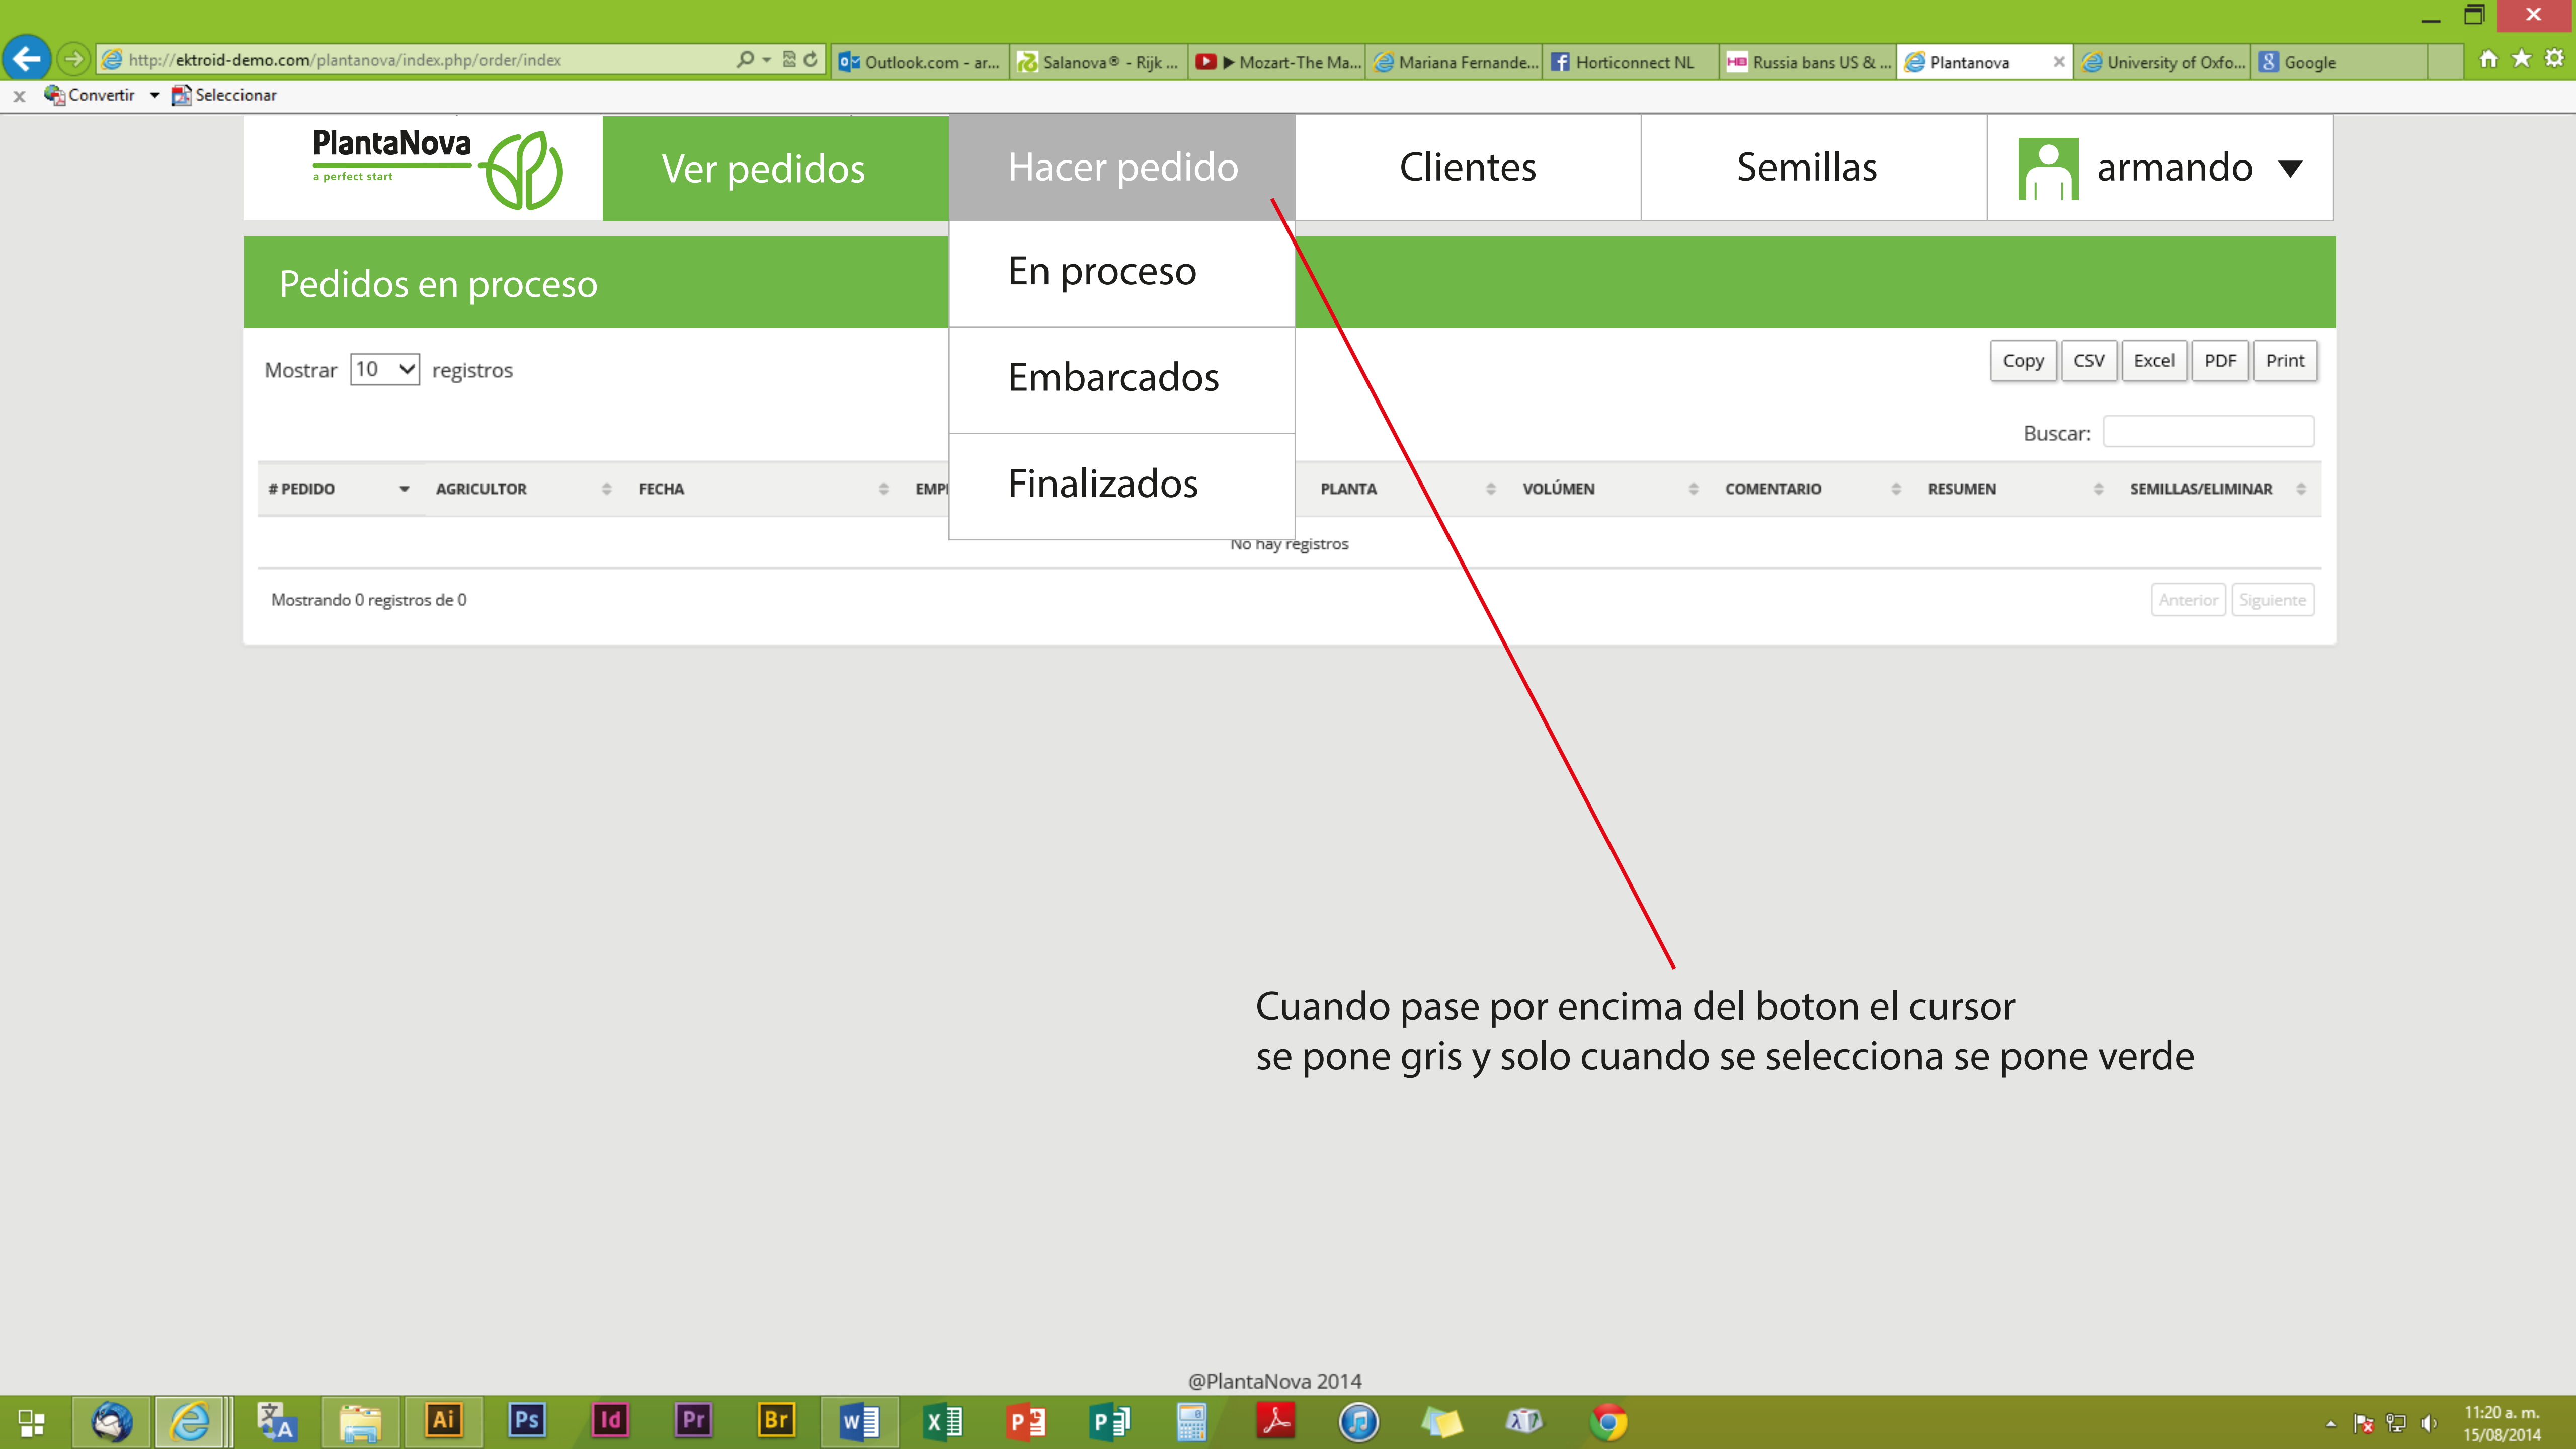 http://ektroid-demo.com/plantanova/index.php/order/index
Outlook.com - ar...
Salanova® - Rijk ...
▶ Mozart-The Ma...
Mariana Fernande...
Horticonnect NL
Russia bans US & ...
Plantanova
University of Oxfo...
Google
Convertir
Seleccionar
PlantaNova
a perfect start
Ver pedidos
Hacer pedido
Clientes
Semillas
armando
Pedidos en proceso
En proceso
Embarcados
Finalizados
Mostrar 10 registros
Copy CSV Excel PDF Print
Buscar:
# PEDIDO AGRICULTOR FECHA PLANTA VOLÚMEN COMENTARIO RESUMEN SEMILLAS/ELIMINAR
No hay registros
Mostrando 0 registros de 0
Anterior Siguiente
Cuando pase por encima del boton el cursor
se pone gris y solo cuando se selecciona se pone verde
@PlantaNova 2014
Ai
Ps
Id
Pr
Br
11:20 a. m.
15/08/2014